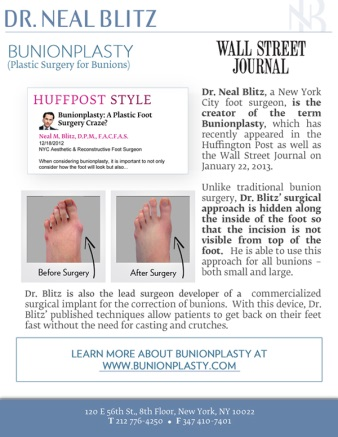 DR. NEAL BLITZ
BUNIONPLASTY
(Plastic Surgery for Bunions)
WALL STREET
JOURNAL
HUFFPOST STYLE
Bunionplasty: A Plastic Foot
Surgery Craze?
Neal M. Blitz, D.P.M., F.A.C.F.A.S.
12/18/2012
NYC Aesthetic & Reconstructive Foot Surgeon
When considering bunionplasty, it is important to not only
consider how the foot will look but also...
Dr. Neal Blitz, a New York
City foot surgeon, is the
creator of the term
Bunionplasty, which has
recently appeared in the
Huffington Post as well as
the Wall Street Journal on
January 22, 2013.
Unlike traditional bunion
surgery, Dr. Blitz' surgical
approach is hidden along
the inside of the foot so
that the incision is not
visible from top of the
foot. He is able to use this
approach for all bunions –
both small and large.
Before Surgery
After Surgery
Dr. Blitz is also the lead surgeon developer of a commercialized
surgical implant for the correction of bunions. With this device, Dr.
Blitz' published techniques allow patients to get back on their feet
fast without the need for casting and crutches.
LEARN MORE ABOUT BUNIONPLASTY AT
WWW.BUNIONPLASTY.COM
120 E 56th ST., 8th Floor, New York, NY 10022
T 212 776-4250 • F 347 410-7401